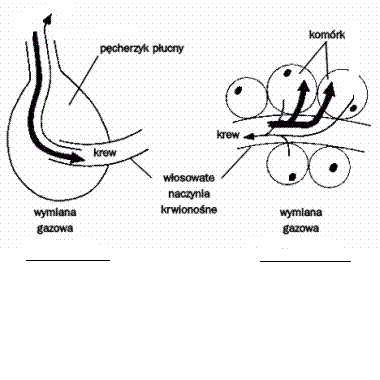 komórk
pęcherzyk płucny
krew
krew
włosowate
naczynia
krwionośne
wymiana
gazowa
wymiana
gazowa